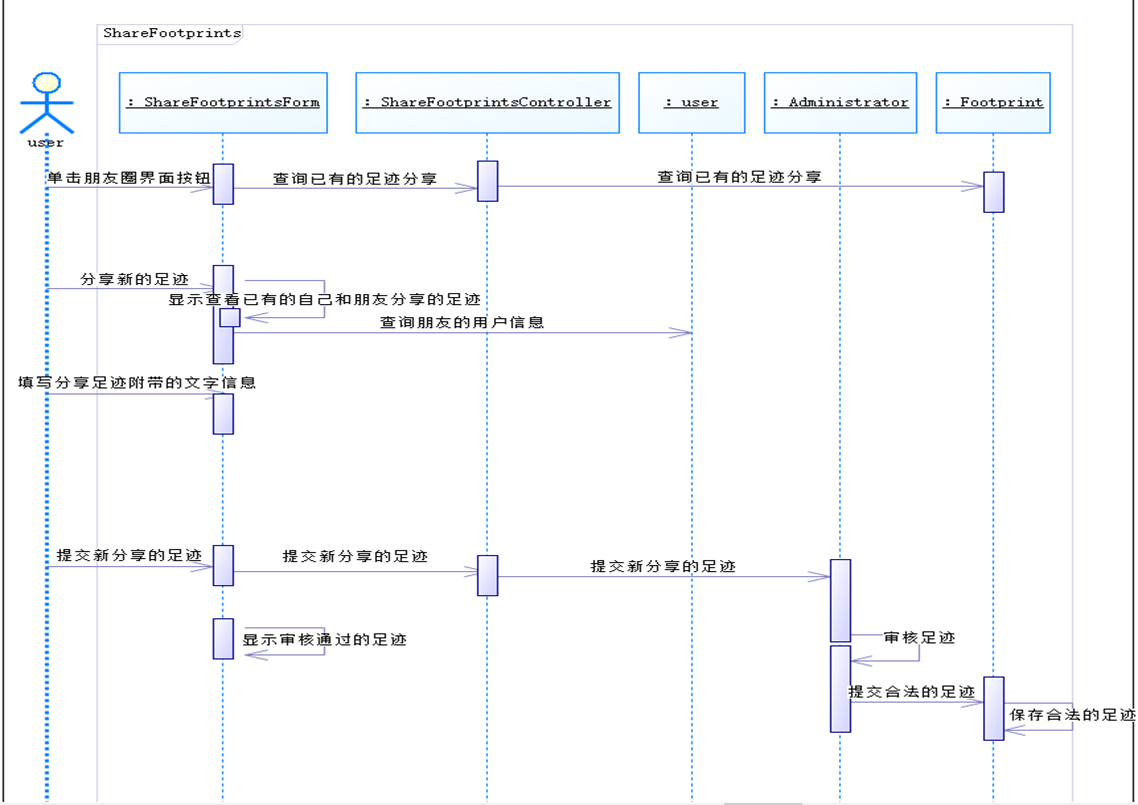 ShareFootprints
: ShareFootprintsForm
: ShareFootprintsController
: user
: Administrator
: Footprint
user
单击朋友圈界面按钮
查询已有的足迹分享
查询已有的足迹分享
分享新的足迹
显示查看已有的自己和朋友分享的足迹
查询朋友的用户信息
填写分享足迹附带的文字信息
提交新分享的足迹
提交新分享的足迹
提交新分享的足迹
显示审核通过的足迹
审核足迹
提交合法的足迹
保存合法的足迹